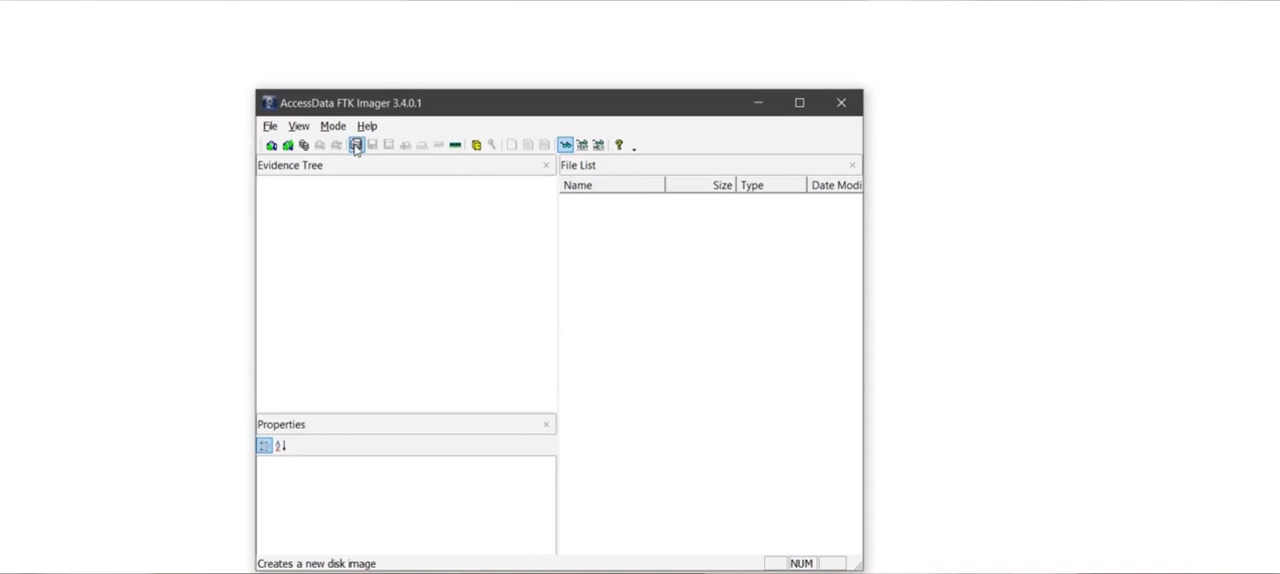 AccessData FTK Imager 3.4.0.1
File View Mode Help
Evidence Tree
File List
Name Size Type Date Modi
Properties
Creates a new disk image
NUM